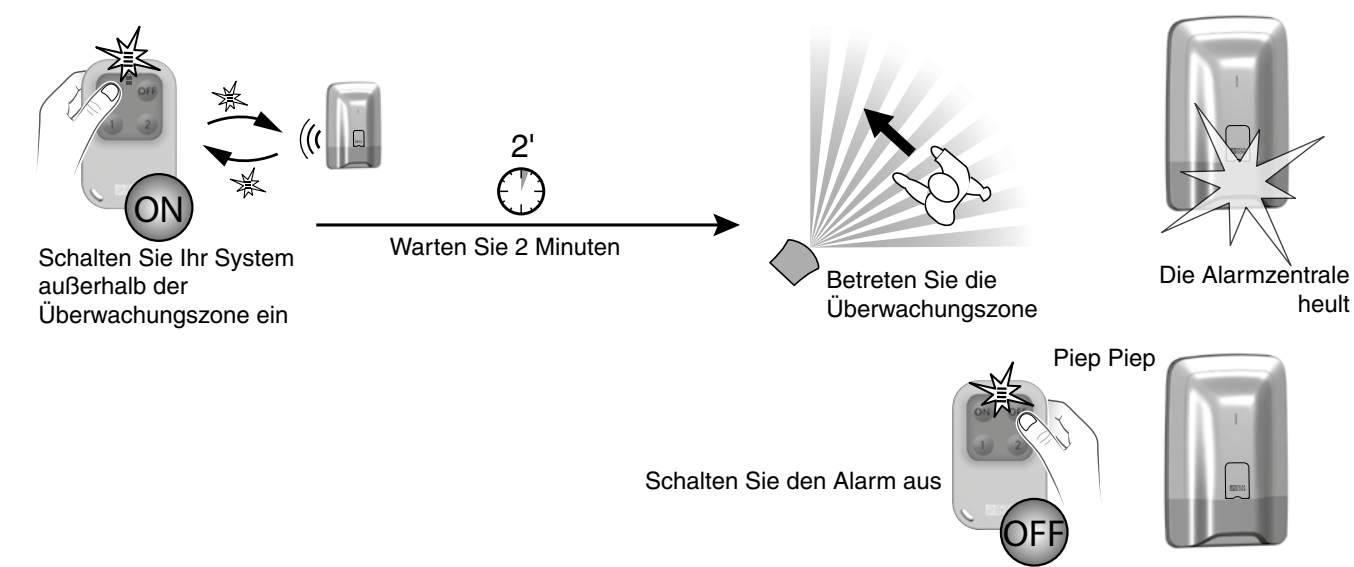 OFF
1 2
ON
Schalten Sie Ihr System
außerhalb der
Überwachungszone ein
2'
Warten Sie 2 Minuten
Betreten Sie die
Überwachungszone
Die Alarmzentrale
heult
Piep Piep
ON OFF
1 2
Schalten Sie den Alarm aus
OFF